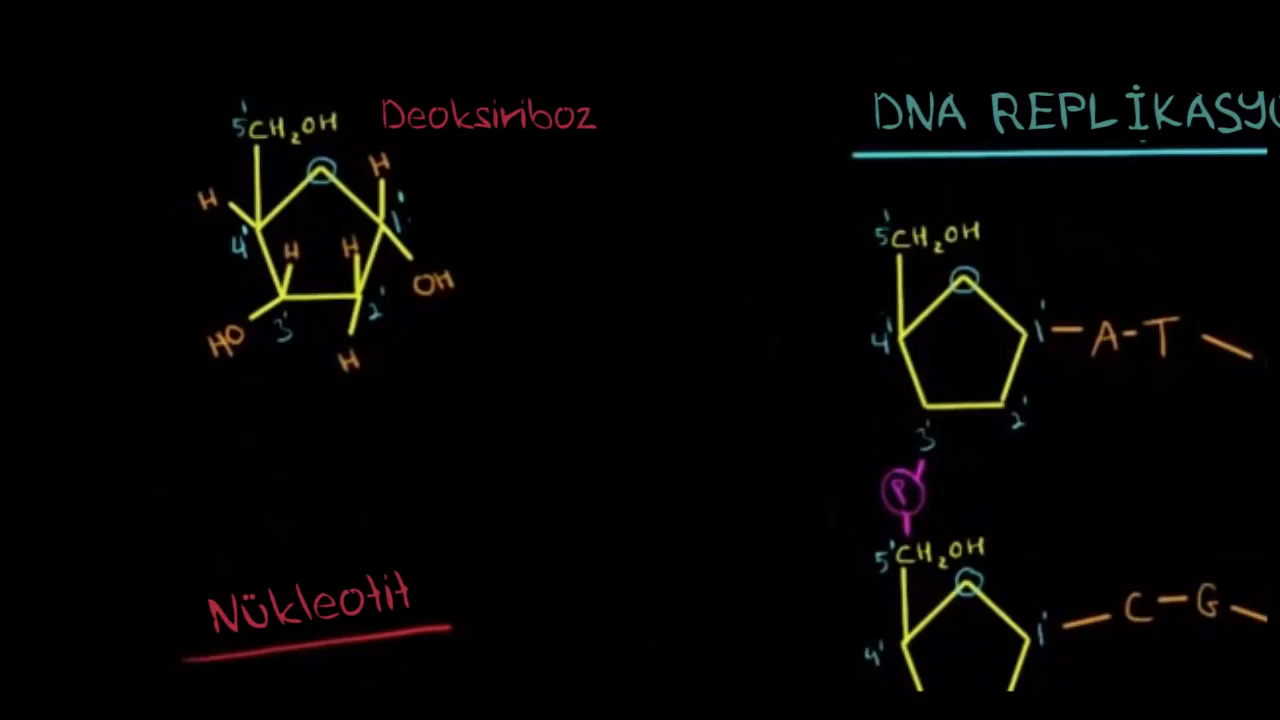 Deoksiriboz
5' CH2OH
H
H
4'
1'
H
H
OH
HO
3'
2'
H
Nükleotit
DNA REPLİKASYO
5' CH2OH
4'
1' - A - T
2'
3'
P
5' CH2OH
4'
1' - C - G